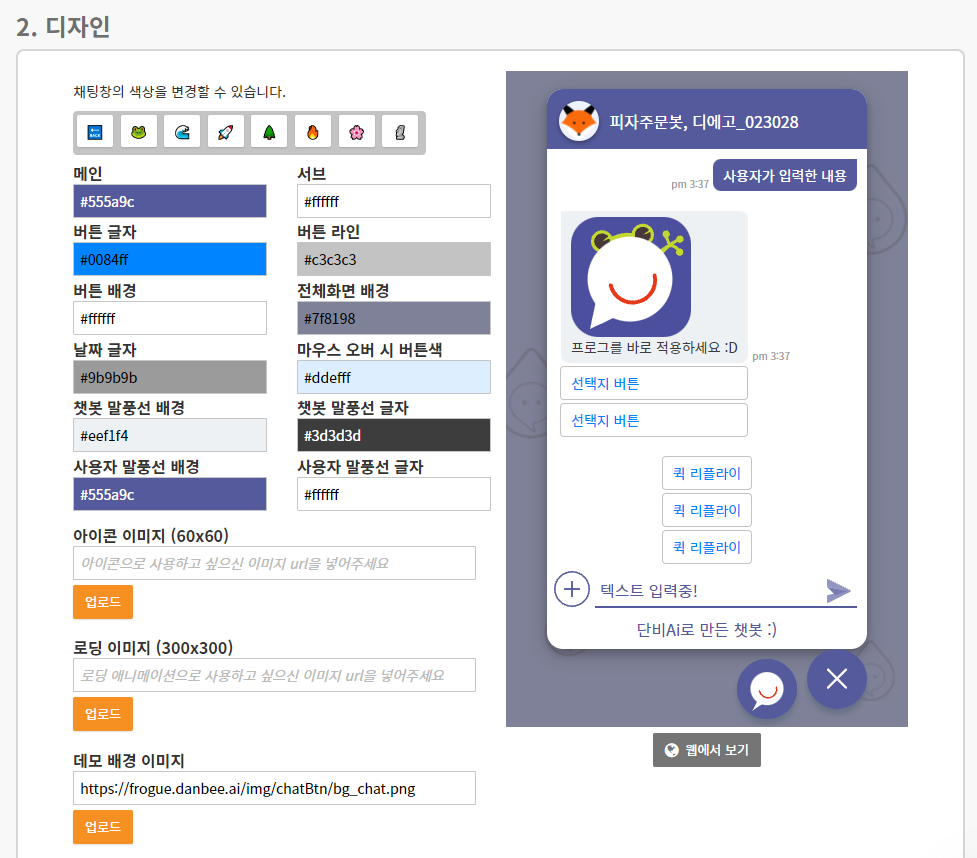 2. 디자인
채팅창의 색상을 변경할 수 있습니다.
BACK
메인
서브
#555a9c
#ffffff
버튼 글자
버튼 라인
#0084ff
#c3c3c3
버튼 배경
전체화면 배경
#ffffff
#7f8198
날짜 글자
마우스 오버 시 버튼색
#9b9b9b
#ddefff
챗봇 말풍선 배경
챗봇 말풍선 글자
#eef1f4
#3d3d3d
사용자 말풍선 배경
사용자 말풍선 글자
#555a9c
#ffffff
아이콘 이미지 (60x60)
아이콘으로 사용하고 싶으신 이미지 url을 넣어주세요
업로드
로딩 이미지 (300x300)
로딩 애니메이션으로 사용하고 싶으신 이미지 url을 넣어주세요
업로드
데모 배경 이미지
https://frogue.danbee.ai/img/chatBtn/bg_chat.png
업로드
피자주문봇, 디에고_023028
pm 3:37
사용자가 입력한 내용
프로그를 바로 적용하세요 :D
pm 3:37
선택지 버튼
선택지 버튼
퀵 리플라이
퀵 리플라이
퀵 리플라이
텍스트 입력중!
단비Ai로 만든 챗봇 :)
웹에서 보기